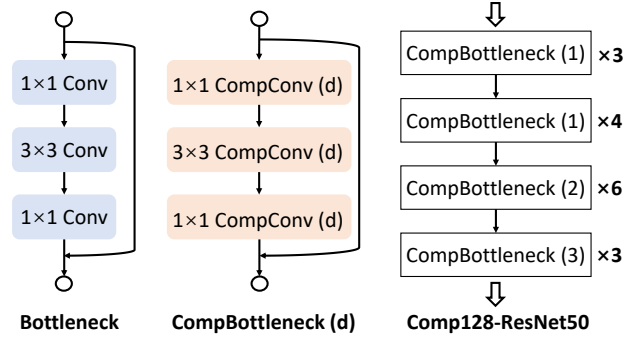 1×1 Conv
3×3 Conv
1×1 Conv
Bottleneck
1×1 CompConv (d)
3×3 CompConv (d)
1×1 CompConv (d)
CompBottleneck (d)
CompBottleneck (1) ×3
CompBottleneck (1) ×4
CompBottleneck (2) ×6
CompBottleneck (3) ×3
Comp128-ResNet50